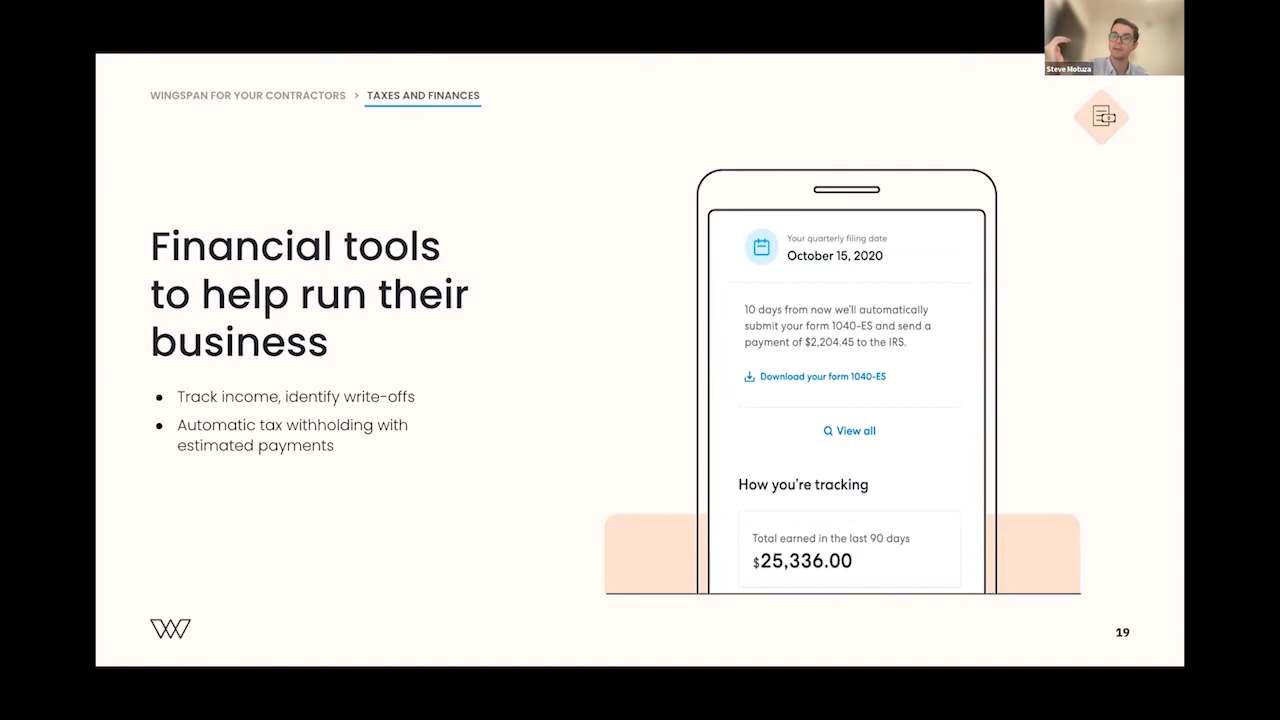 Steve Motuza
WINGSPAN FOR YOUR CONTRACTORS > TAXES AND FINANCES
Financial tools
to help run their
business
• Track income, identify write-offs
• Automatic tax withholding with
estimated payments
Your quarterly filing date
October 15, 2020
10 days from now we'll automatically
submit your form 1040-ES and send a
payment of $2,204.45 to the IRS.
Download your form 1040-ES
View all
How you're tracking
Total earned in the last 90 days
$25,336.00
W
19